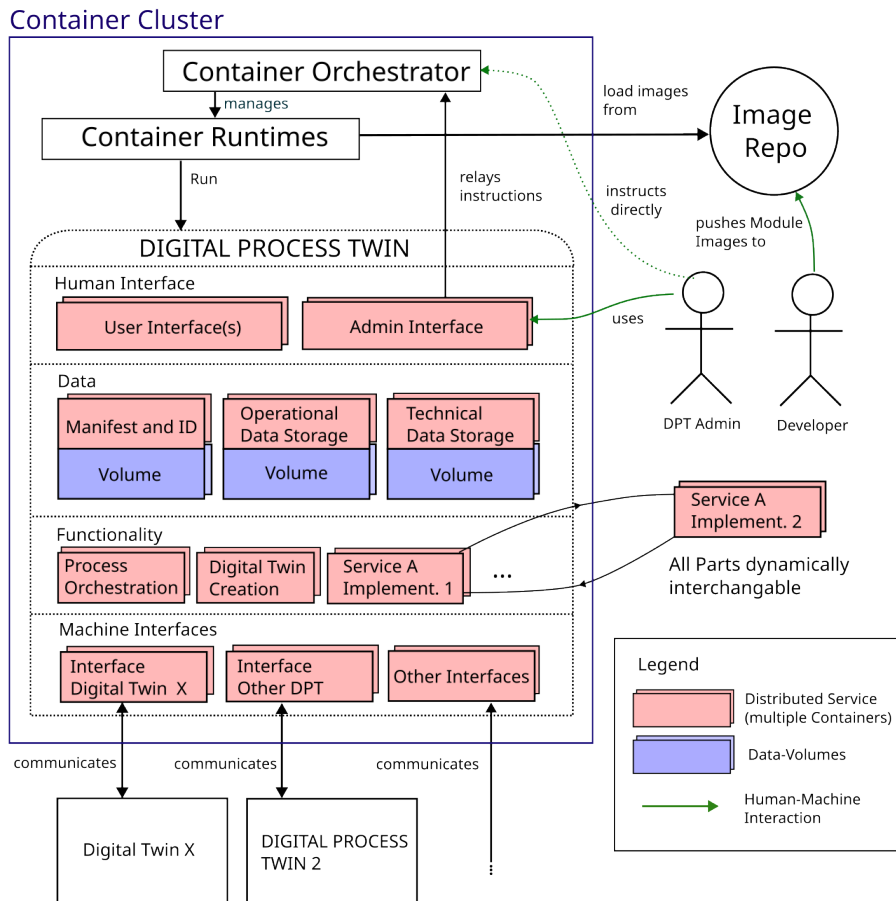 Container Cluster
Container Orchestrator
manages
Container Runtimes
load images
from
Image
Repo
Run
relays
instructions
instructs
directly
pushes Module
Images to
DIGITAL PROCESS TWIN
Human Interface
User Interface(s)
Admin Interface
uses
DPT Admin
Developer
Data
Manifest and ID
Volume
Operational
Data Storage
Volume
Technical
Data Storage
Volume
Functionality
Process
Orchestration
Digital Twin
Creation
Service A
Implement. 1
...
Service A
Implement. 2
All Parts dynamically
interchangable
Machine Interfaces
Interface
Digital Twin X
Interface
Other DPT
Other Interfaces
communicates
communicates
communicates
Digital Twin X
DIGITAL PROCESS
TWIN 2
Legend
Distributed Service
(multiple Containers)
Data-Volumes
Human-Machine
Interaction